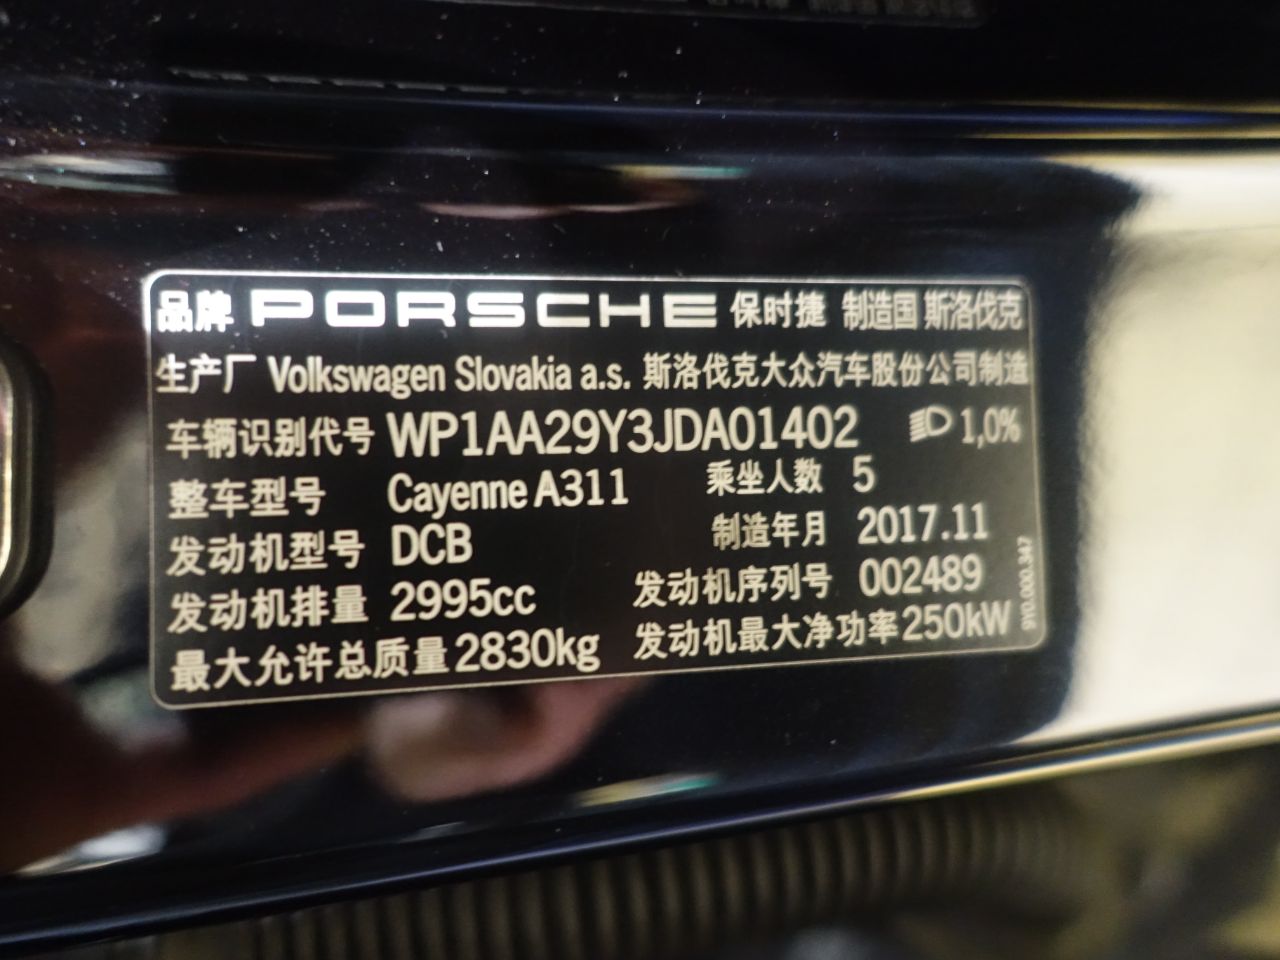 品牌 PORSCHE 保时捷 制造国 斯洛伐克
生产厂 Volkswagen Slovakia a.s. 斯洛伐克大众汽车股份公司制造
车辆识别代号 WP1AA29Y3JDA01402 1,0%
整车型号 Cayenne A311 乘坐人数 5
发动机型号 DCB 制造年月 2017.11
发动机排量 2995cc 发动机序列号 002489
最大允许总质量 2830kg 发动机最大净功率 250kW
9Y0.000.347